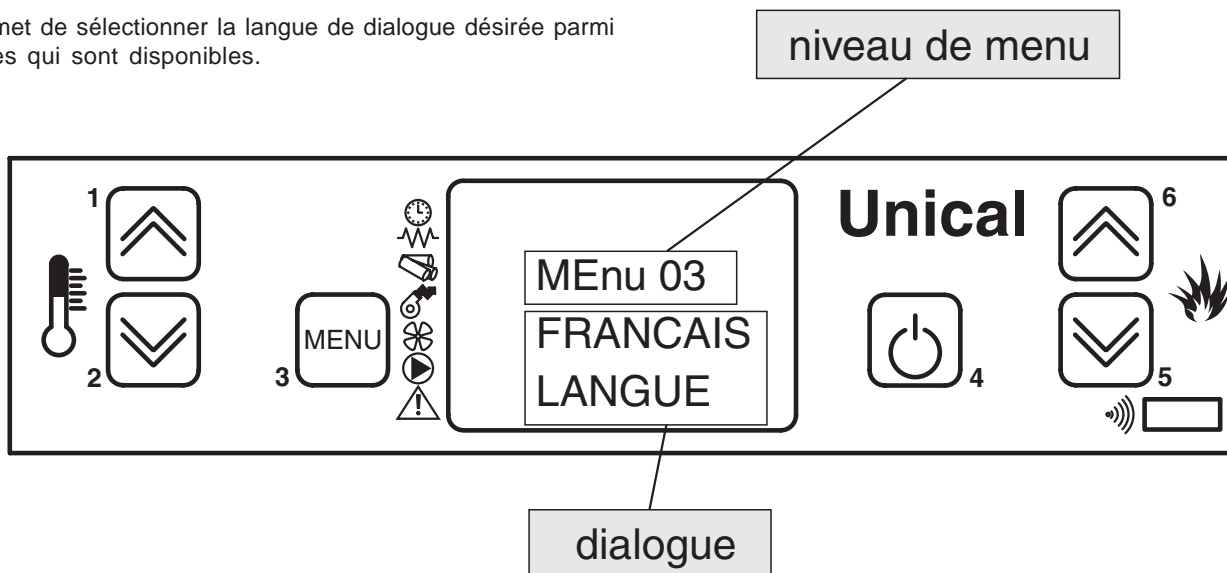 met de sélectionner la langue de dialogue désirée parmi
es qui sont disponibles.
niveau de menu
1
2
3
MENU
MEnu 03
FRANCAIS
LANGUE
Unical
4
6
5
dialogue